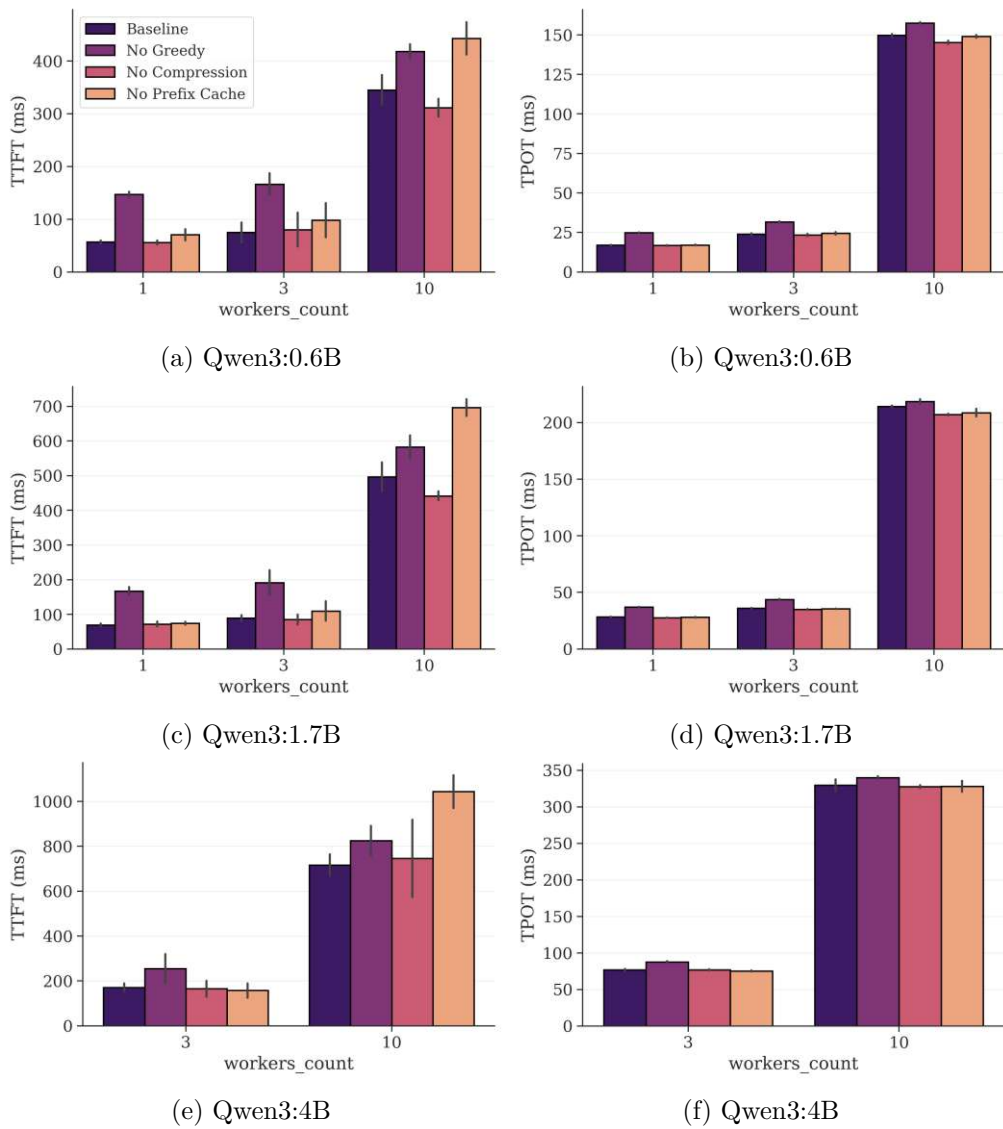 Baseline
No Greedy
No Compression
No Prefix Cache
TTFT (ms)
400
300
200
100
0
1
3
10
workers_count
(a) Qwen3:0.6B
TPOT (ms)
150
125
100
75
50
25
0
1
3
10
workers_count
(b) Qwen3:0.6B
TTFT (ms)
700
600
500
400
300
200
100
0
1
3
10
workers_count
(c) Qwen3:1.7B
TPOT (ms)
200
150
100
50
0
1
3
10
workers_count
(d) Qwen3:1.7B
TTFT (ms)
1000
800
600
400
200
0
3
10
workers_count
(e) Qwen3:4B
TPOT (ms)
350
300
250
200
150
100
50
0
3
10
workers_count
(f) Qwen3:4B